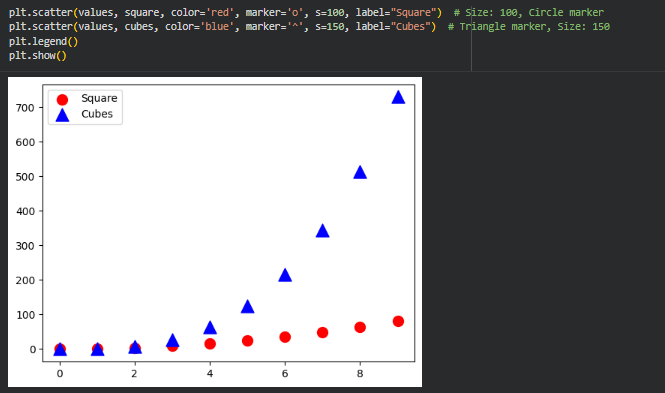 plt.scatter(values, square, color='red', marker='o', s=100, label="Square")  # Size: 100, Circle marker
plt.scatter(values, cubes, color='blue', marker='^', s=150, label="Cubes")  # Triangle marker, Size: 150
plt.legend()
plt.show()
Square
Cubes
700
600
500
400
300
200
100
0
0 2 4 6 8